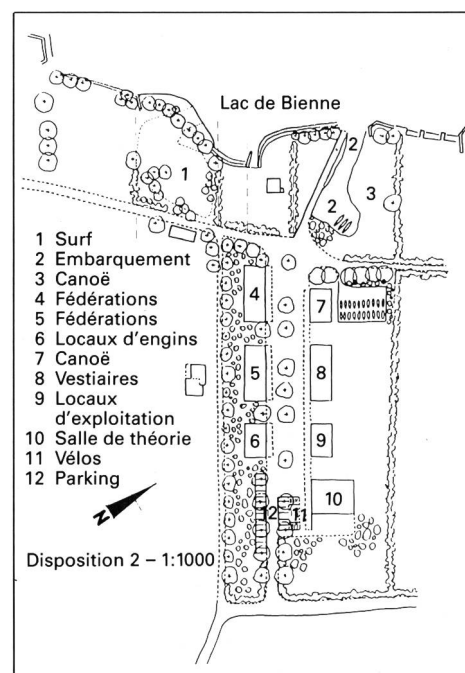 Lac de Bienne
2
1
2
3
1 Surf
2 Embarquement
3 Canoë
4 Fédérations
5 Fédérations
6 Locaux d'engins
7 Canoë
8 Vestiaires
9 Locaux
d'exploitation
10 Salle de théorie
11 Vélos
12 Parking
4
7
5
8
6
9
10
12
11
N
Disposition 2 – 1:1000